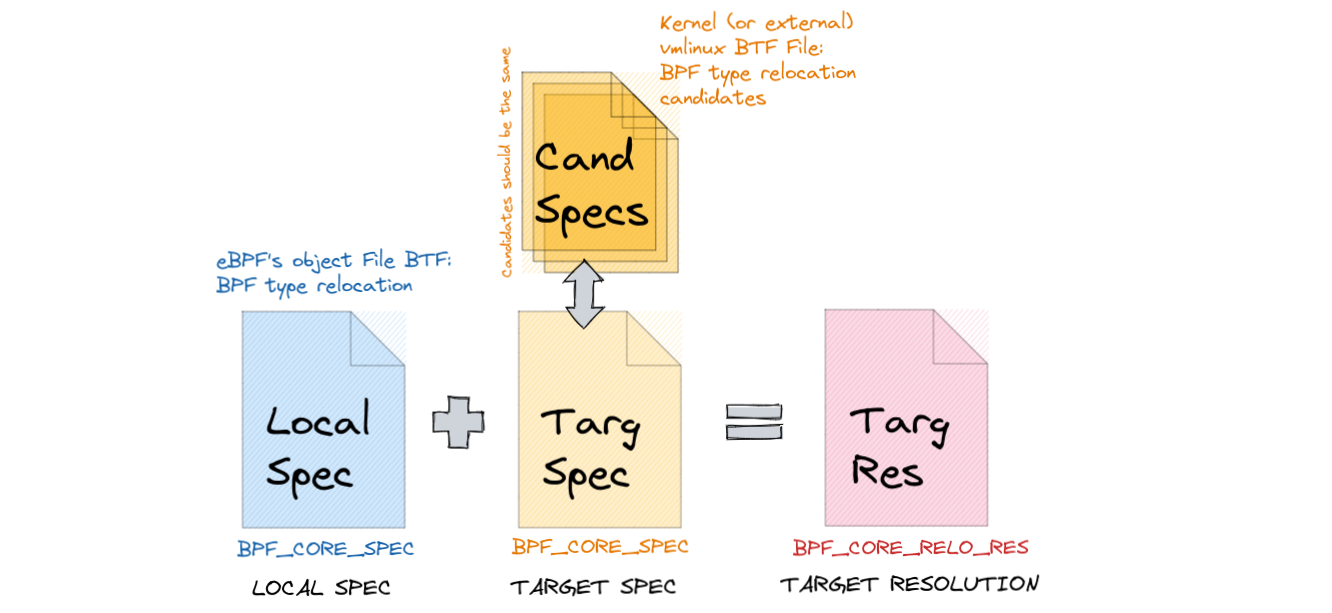 Kernel (or external)
vmlinux BTF File:
BPF type relocation
candidates
Candidates should be the same
Cand
Specs
eBPF's object File BTF:
BPF type relocation
Local
Spec
Targ
Spec
Targ
Res
BPF_CORE_SPEC
BPF_CORE_SPEC
BPF_CORE_RELO_RES
LOCAL SPEC
TARGET SPEC
TARGET RESOLUTION